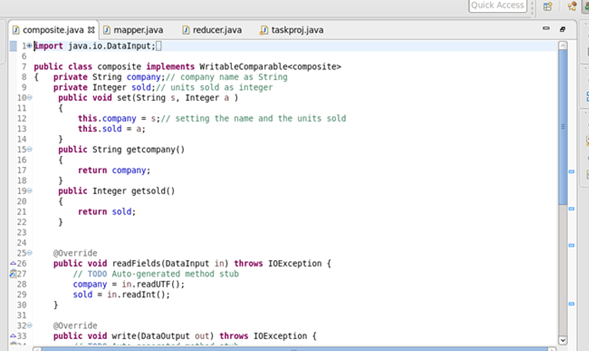 Quick Access
composite.java mapper.java reducer.java taskproj.java
1 import java.io.DataInput;
6
7 public class composite implements WritableComparable<composite>
8 { private String company;// company name as String
9 private Integer sold;// units sold as integer
10 public void set(String s, Integer a )
11 {
12 this.company = s;// setting the name and the units sold
13 this.sold = a;
14 }
15 public String getcompany()
16 {
17 return company;
18 }
19 public Integer getsold()
20 {
21 return sold;
22 }
23
24
25 @Override
26 public void readFields(DataInput in) throws IOException {
27 // TODO Auto-generated method stub
28 company = in.readUTF();
29 sold = in.readInt();
30 }
31
32 @Override
33 public void write(DataOutput out) throws IOException {
// TODO Auto-generated method stub